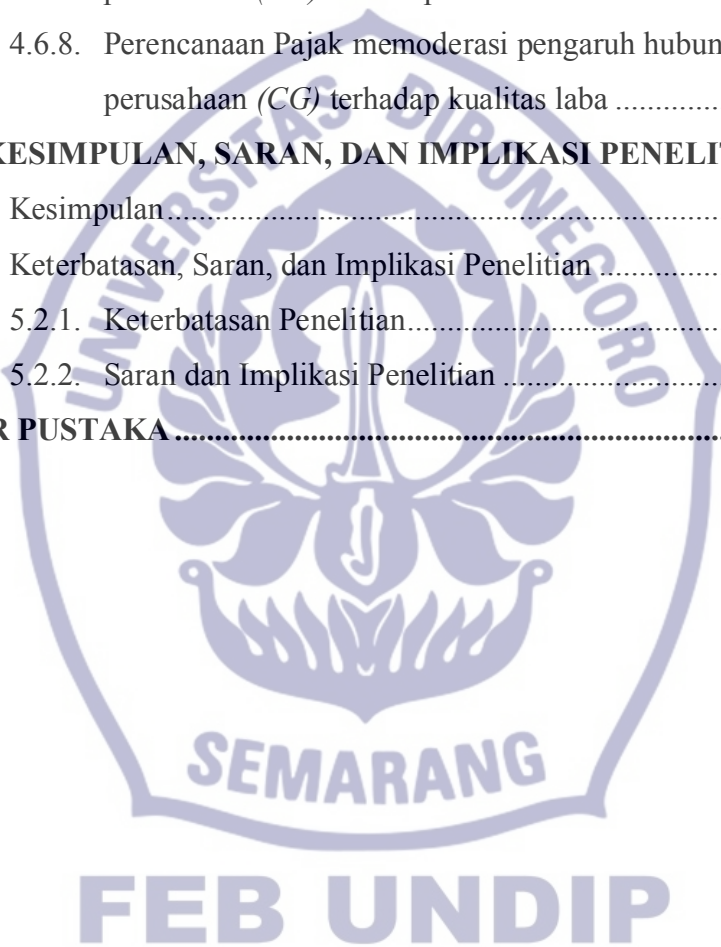 4.6.8. Perencanaan Pajak memoderasi pengaruh
perusahaan (CG) terhadap kualitas laba ..............
KESIMPULAN, SARAN, DAN IMPLIKASI
Kesimpulan..........................................................................
Keterbatasan, Saran, dan Implikasi Penelitian ................
5.2.1. Keterbatasan Penelitian.............................................
5.2.2. Saran dan Implikasi Penelitian ................................
PUSTAKA..........................................................................
UNIVERSITAS DIPONEGORO
SEMARANG
FEB UNDIP